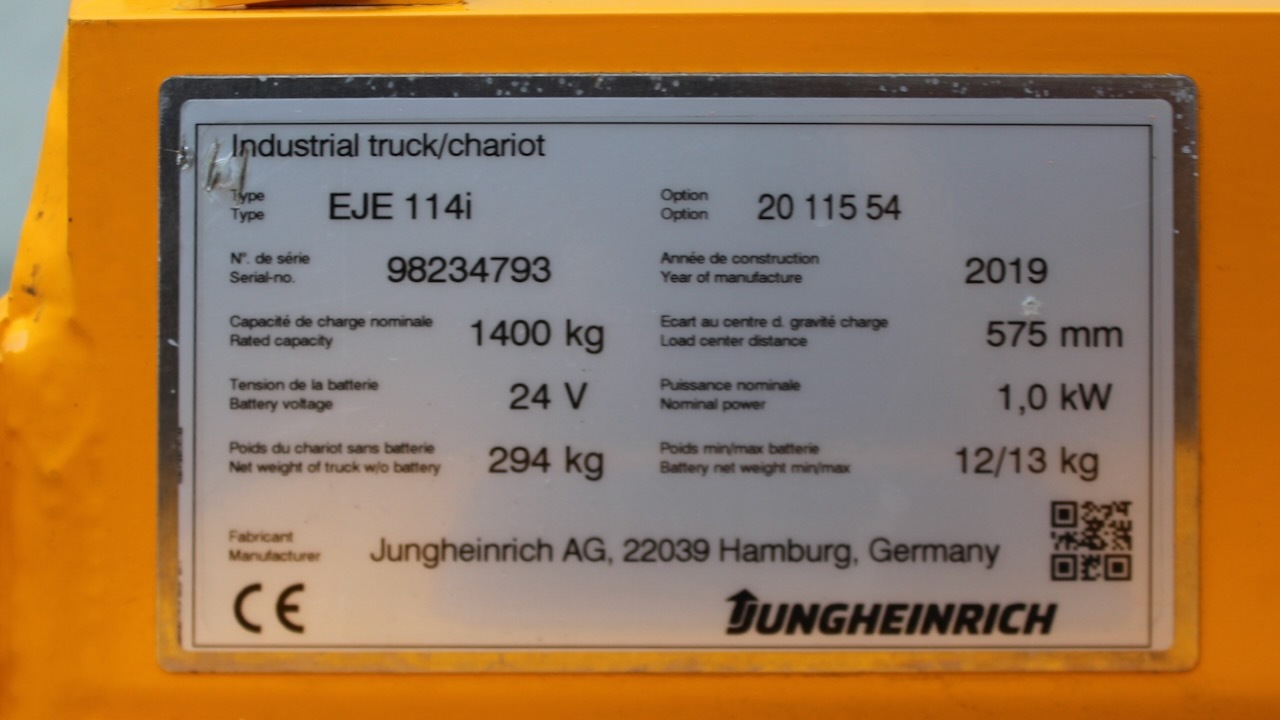 Industrial truck/chariot
Type
Type
EJE 114i
Option
Option
20 115 54
N°. de série
Serial-no.
98234793
Année de construction
Year of manufacture
2019
Capacité de charge nominale
Rated capacity
1400 kg
Ecart au centre d. gravité charge
Load center distance
575 mm
Tension de la batterie
Battery voltage
24 V
Puissance nominale
Nominal power
1,0 kW
Poids du chariot sans batterie
Net weight of truck w/o battery
294 kg
Poids min/max batterie
Battery net weight min/max
12/13 kg
Fabricant
Manufacturer
Jungheinrich AG, 22039 Hamburg, Germany
CE
JUNGHEINRICH